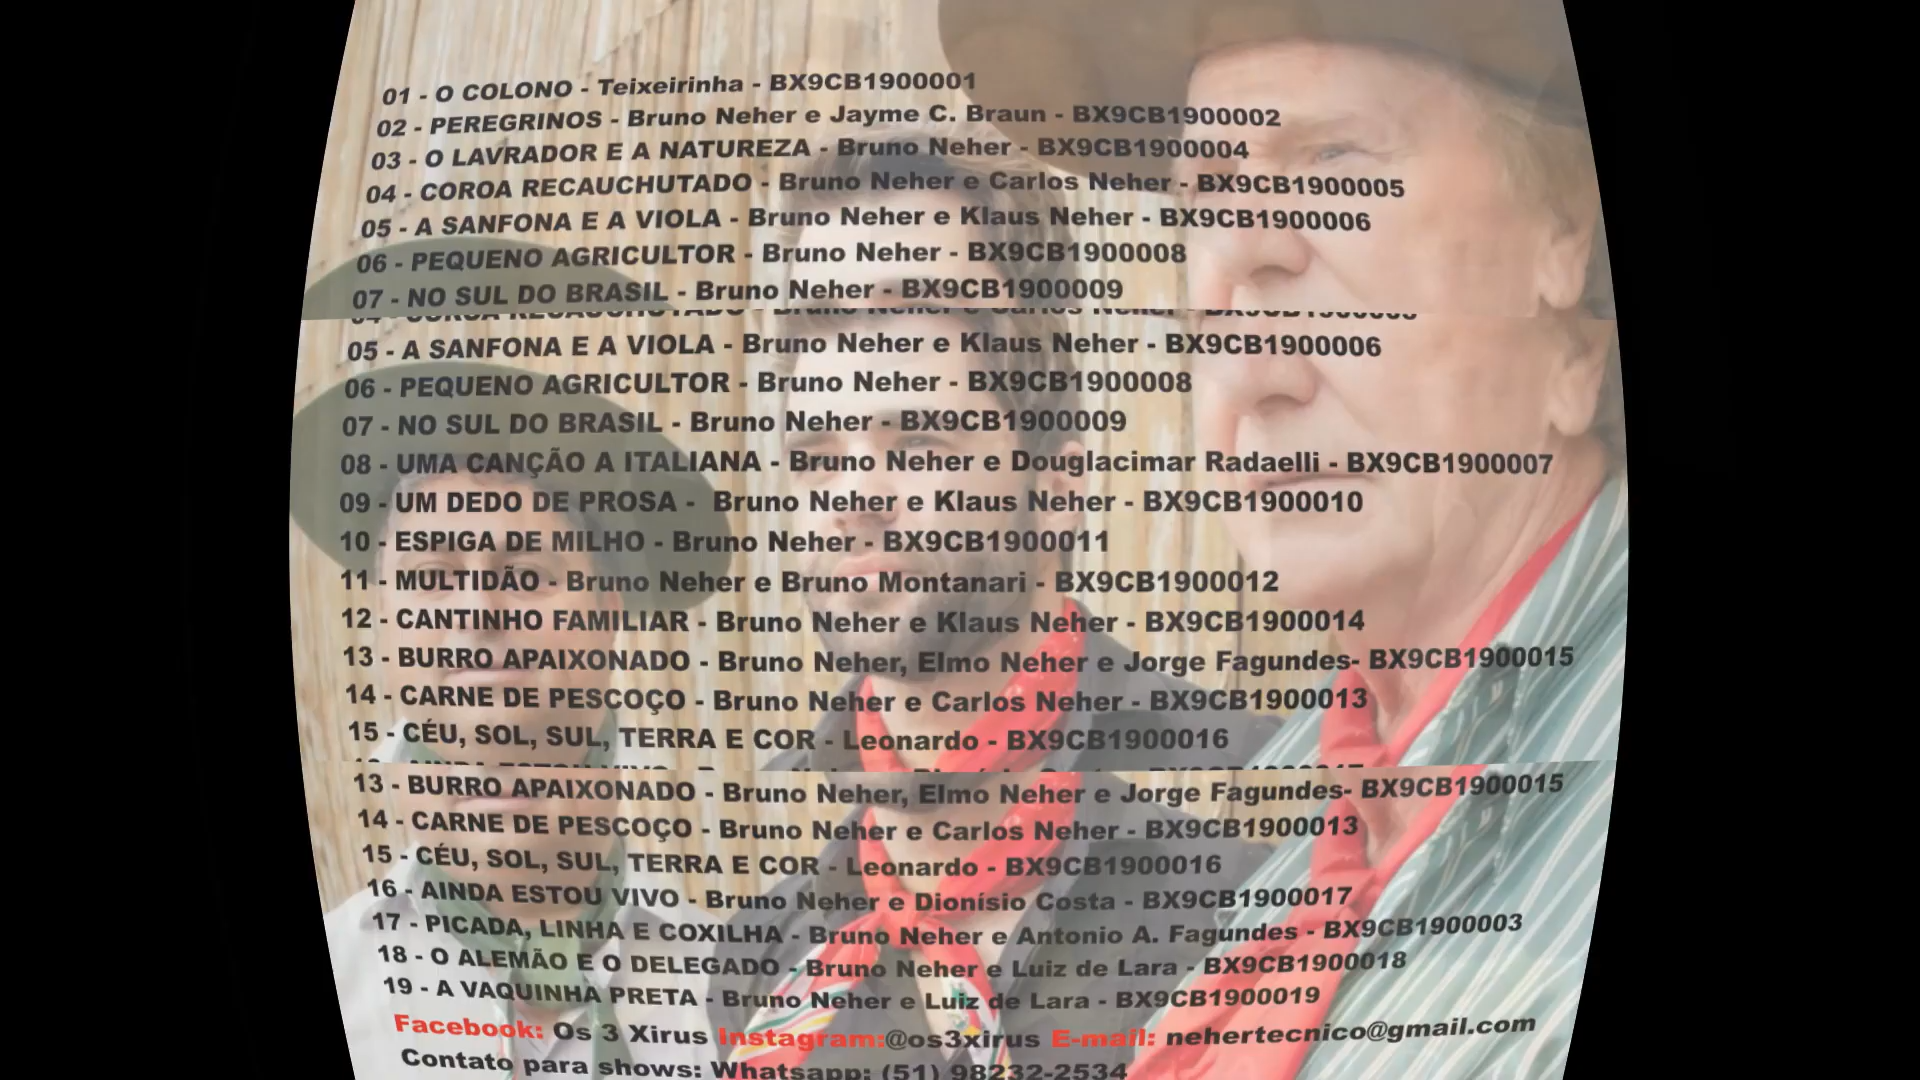 01 - O COLONO - Teixeirinha - BX9CB1900001
02 - PEREGRINOS - Bruno Neher e Jayme C. Braun - BX9CB1900002
03 - O LAVRADOR E A NATUREZA - Bruno Neher - BX9CB1900004
04 - COROA RECAUCHUTADO - Bruno Neher e Carlos Neher - BX9CB1900005
05 - A SANFONA E A VIOLA - Bruno Neher e Klaus Neher - BX9CB1900006
06 - PEQUENO AGRICULTOR - Bruno Neher - BX9CB1900008
07 - NO SUL DO BRASIL - Bruno Neher - BX9CB1900009
04 - COROA RECAUCHUTADO - Bruno Neher e Carlos Neher - BX9CB1900005
05 - A SANFONA E A VIOLA - Bruno Neher e Klaus Neher - BX9CB1900006
06 - PEQUENO AGRICULTOR - Bruno Neher - BX9CB1900008
07 - NO SUL DO BRASIL - Bruno Neher - BX9CB1900009
08 - UMA CANÇÃO A ITALIANA - Bruno Neher e Douglacimar Radaelli - BX9CB1900007
09 - UM DEDO DE PROSA - Bruno Neher e Klaus Neher - BX9CB1900010
10 - ESPIGA DE MILHO - Bruno Neher - BX9CB1900011
11 - MULTIDÃO - Bruno Neher e Bruno Montanari - BX9CB1900012
12 - CANTINHO FAMILIAR - Bruno Neher e Klaus Neher - BX9CB1900014
13 - BURRO APAIXONADO - Bruno Neher, Elmo Neher e Jorge Fagundes- BX9CB1900015
14 - CARNE DE PESCOÇO - Bruno Neher e Carlos Neher - BX9CB1900013
15 - CÉU, SOL, SUL, TERRA E COR - Leonardo - BX9CB1900016
13 - BURRO APAIXONADO - Bruno Neher, Elmo Neher e Jorge Fagundes- BX9CB1900015
14 - CARNE DE PESCOÇO - Bruno Neher e Carlos Neher - BX9CB1900013
15 - CÉU, SOL, SUL, TERRA E COR - Leonardo - BX9CB1900016
16 - AINDA ESTOU VIVO - Bruno Neher e Dionísio Costa - BX9CB1900017
17 - PICADA, LINHA E COXILHA - Bruno Neher e Antonio A. Fagundes - BX9CB1900003
18 - O ALEMÃO E O DELEGADO - Bruno Neher e Luiz de Lara - BX9CB1900018
19 - A VAQUINHA PRETA - Bruno Neher e Luiz de Lara - BX9CB1900019
Facebook: Os 3 Xirus Instagram:@os3xirus E-mail: nehertecnico@gmail.com
Contato para shows: Whatsapp: (51) 98232-2534